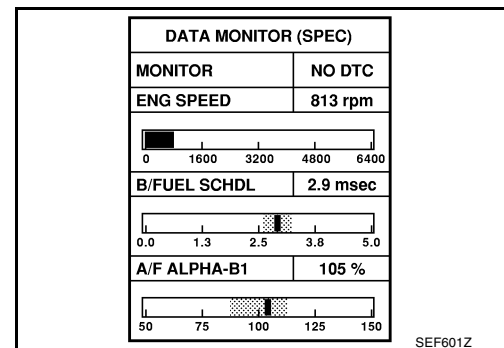 DATA MONITOR (SPEC)
MONITOR NO DTC
ENG SPEED 813 rpm
0 1600 3200 4800 6400
B/FUEL SCHDL 2.9 msec
0.0 1.3 2.5 3.8 5.0
A/F ALPHA-B1 105 %
50 75 100 125 150
SEF601Z